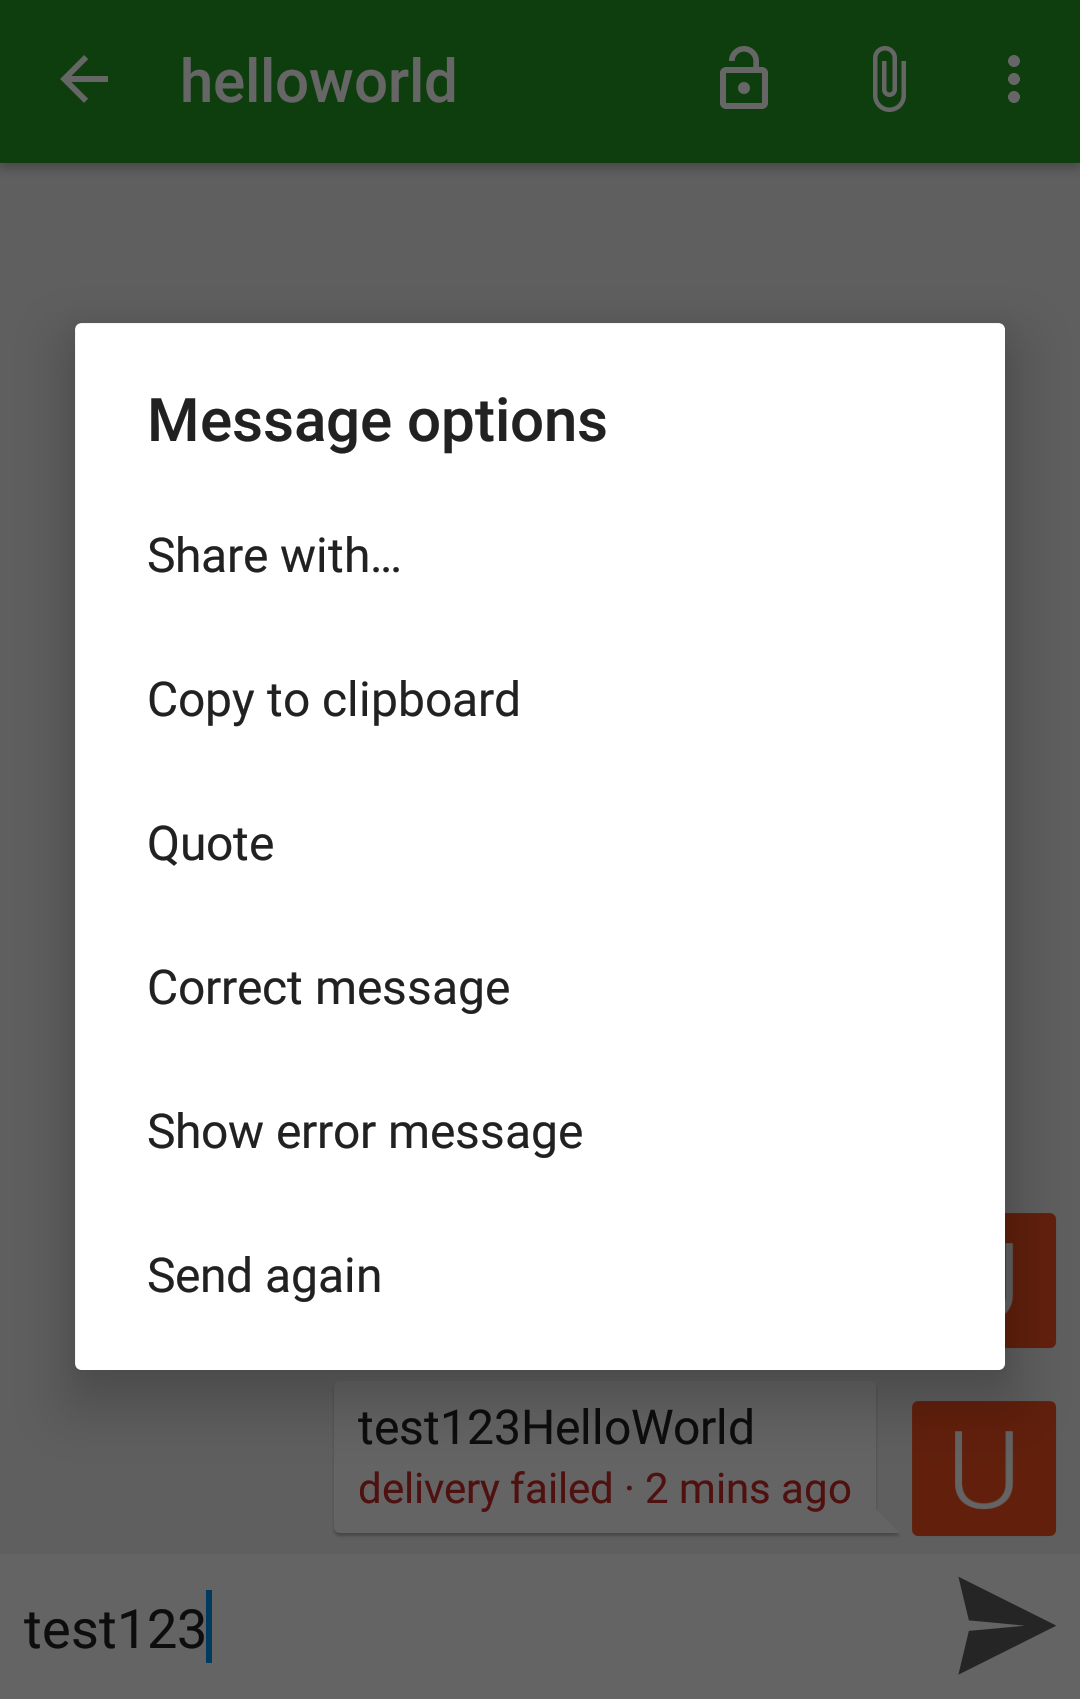 helloworld
Message options
Share with…
Copy to clipboard
Quote
Correct message
Show error message
Send again
test123HelloWorld
delivery failed · 2 mins ago
U
test123